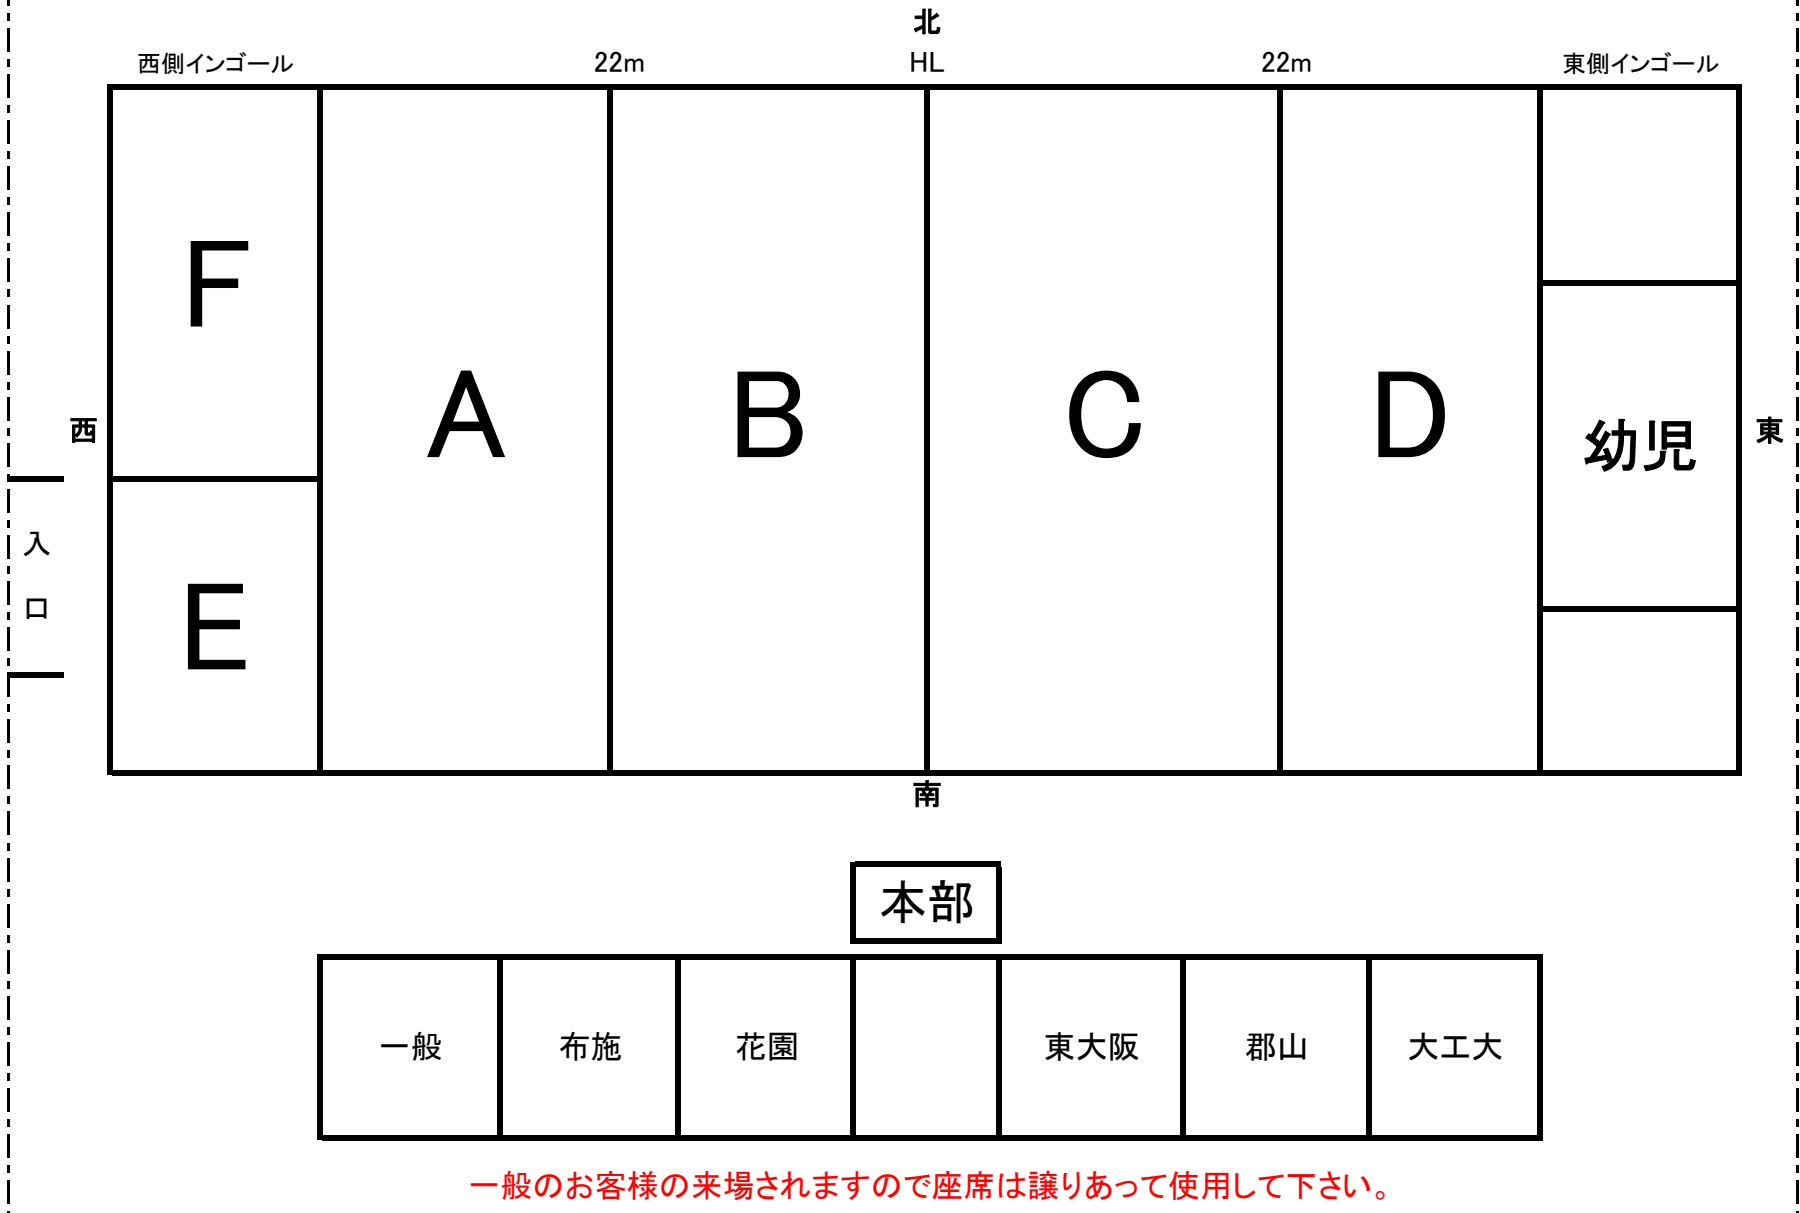 北
西側インゴール 22m HL 22m 東側インゴール
F
A B C D
幼児
西
東
入口
E
南
本部
一般 布施 花園 東大阪 郡山 大工大
一般のお客様の来場されますので座席は譲りあって使用して下さい。